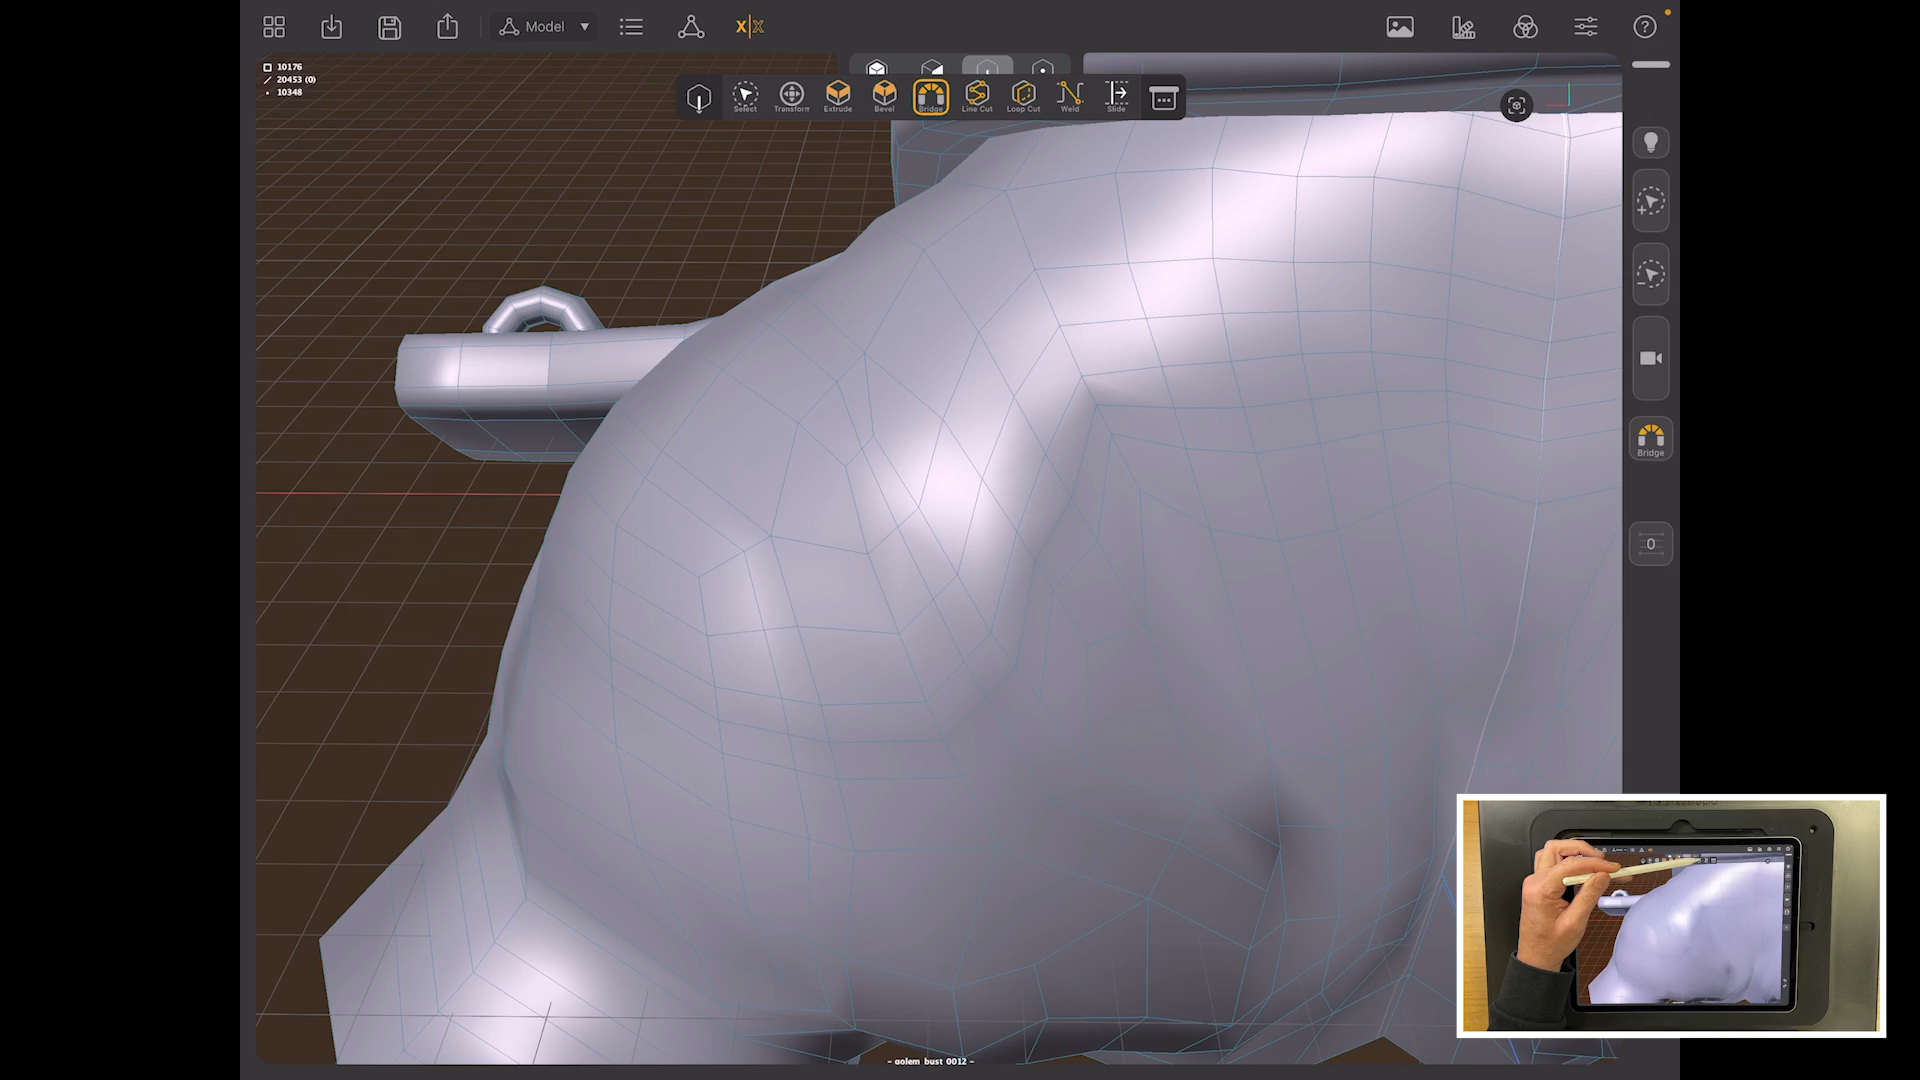 Model
X|X
10176
20453 (0)
10348
Select
Transform
Extrude
Bevel
Bridge
Line Cut
Loop Cut
Weld
Slide
Bridge
0
- golem bust 0012 -